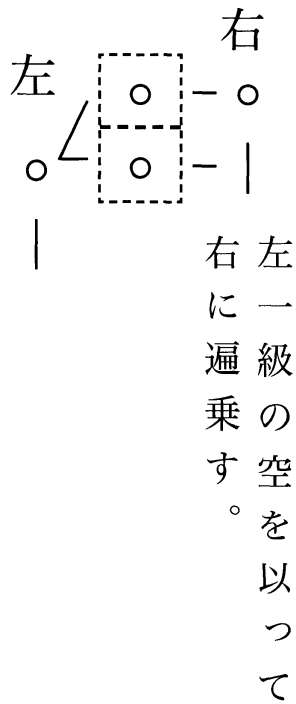 右
左
左一級の空を以って
右に遍乗す。